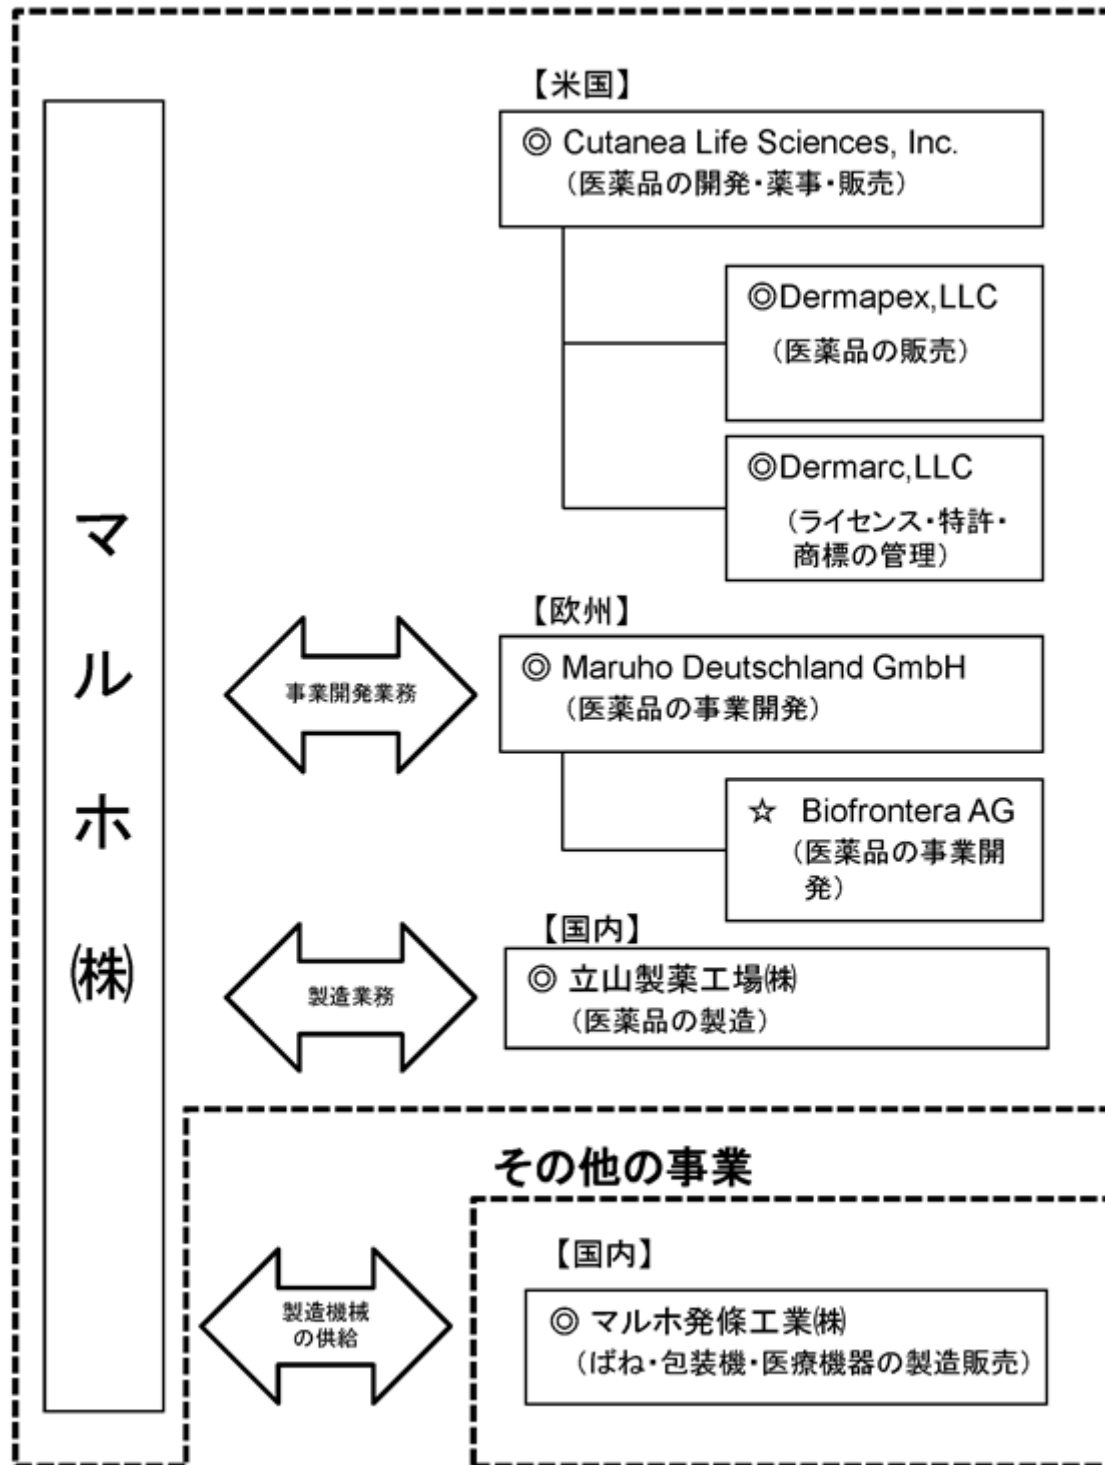 【米国】
◎ Cutanea Life Sciences, Inc.
（医薬品の開発・薬事・販売）
◎Dermapex,LLC
（医薬品の販売）
◎Dermarc,LLC
（ライセンス・特許・
商標の管理）
マルホ㈱
【欧州】
事業開発業務
◎ Maruho Deutschland GmbH
（医薬品の事業開発）
☆ Biofrontera AG
（医薬品の事業開
発）
【国内】
製造業務
◎ 立山製薬工場㈱
（医薬品の製造）
その他の事業
【国内】
製造機械
の供給
◎ マルホ発條工業㈱
（ばね・包装機・医療機器の製造販売）